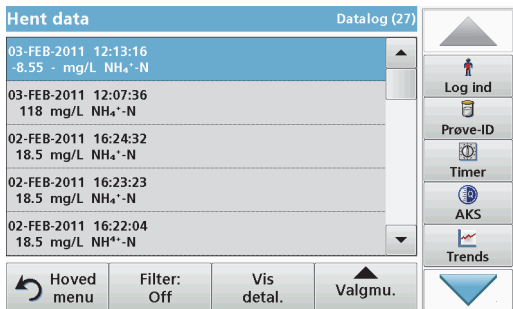 Hent data
Datalog (27)
03-FEB-2011 12:13:16
-8.55 - mg/L NH₄⁺-N
03-FEB-2011 12:07:36
118 mg/L NH₄⁺-N
02-FEB-2011 16:24:32
18.5 mg/L NH₄⁺-N
02-FEB-2011 16:23:23
18.5 mg/L NH₄⁺-N
02-FEB-2011 16:22:04
18.5 mg/L NH⁴⁺-N
Hoved
menu
Filter:
Off
Vis
detal.
Valgmu.
Log ind
Prøve-ID
Timer
AKS
Trends